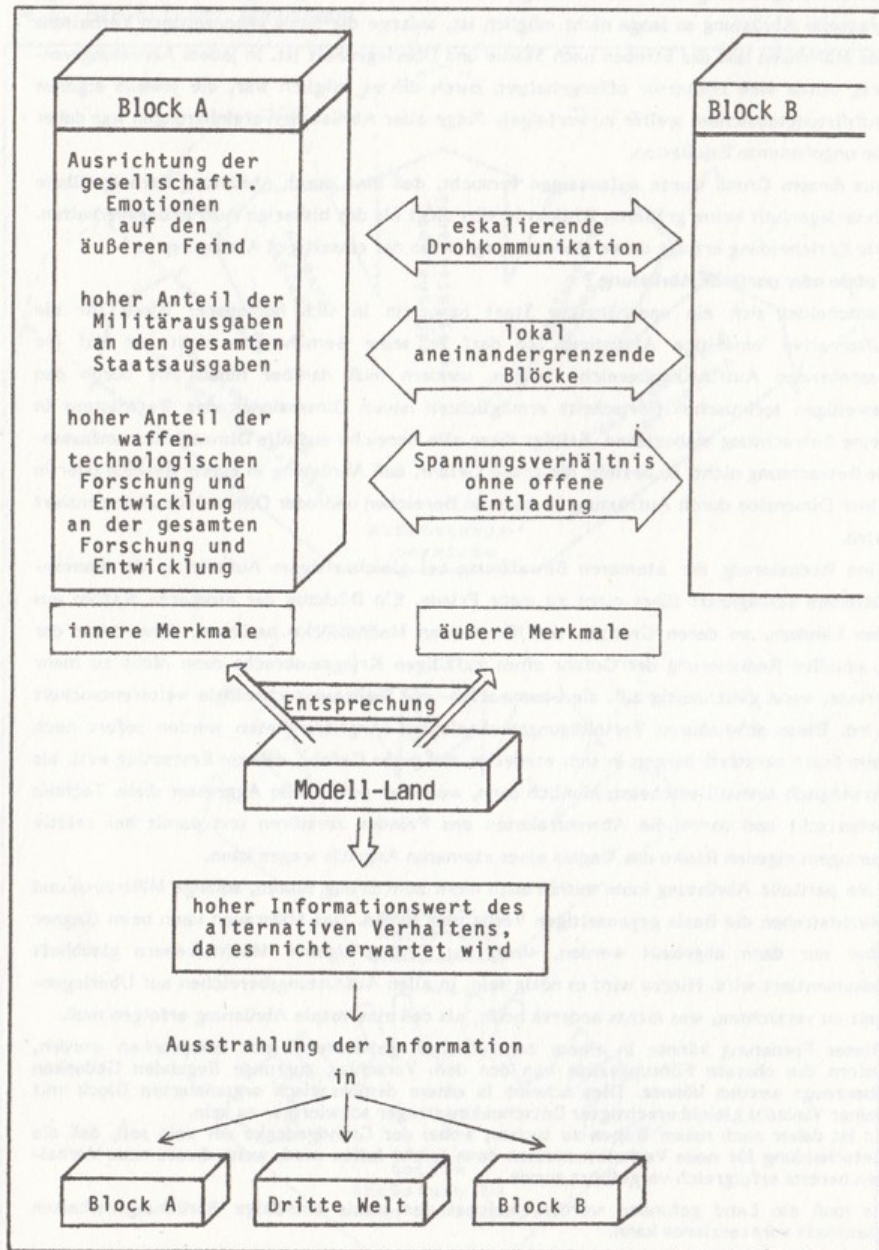 Block A
Block B
Ausrichtung der
gesellschaftl.
Emotionen
auf den
äußeren Feind
hoher Anteil der
Militärausgaben
an den gesamten
Staatsausgaben
hoher Anteil der
waffen-
technologischen
Forschung und
Entwicklung
an der gesamten
Forschung und
Entwicklung
eskalierende
Drohkommunikation
lokal
aneinandergrenzende
Blöcke
Spannungsverhältnis
ohne offene
Entladung
innere Merkmale
äußere Merkmale
Entsprechung
Modell-Land
hoher Informationswert des
alternativen Verhaltens
da es nicht erwartet wird
Ausstrahlung der Information
in
Block A
Dritte Welt
Block B